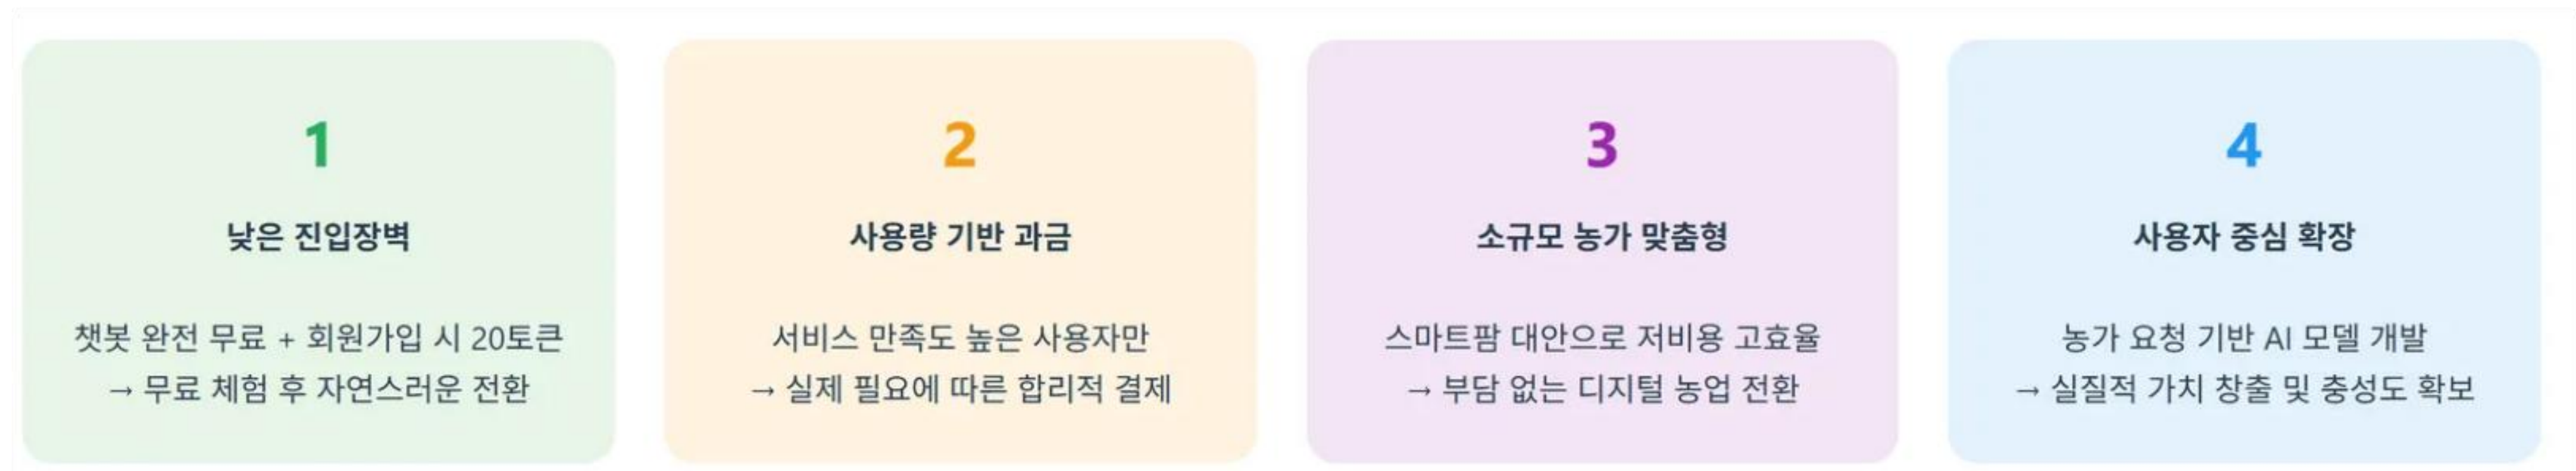 1
낮은 진입장벽
챗봇 완전 무료 + 회원가입 시 20토큰
→ 무료 체험 후 자연스러운 전환
2
사용량 기반 과금
서비스 만족도 높은 사용자만
→ 실제 필요에 따른 합리적 결제
3
소규모 농가 맞춤형
스마트팜 대안으로 저비용 고효율
→ 부담 없는 디지털 농업 전환
4
사용자 중심 확장
농가 요청 기반 AI 모델 개발
→ 실질적 가치 창출 및 충성도 확보